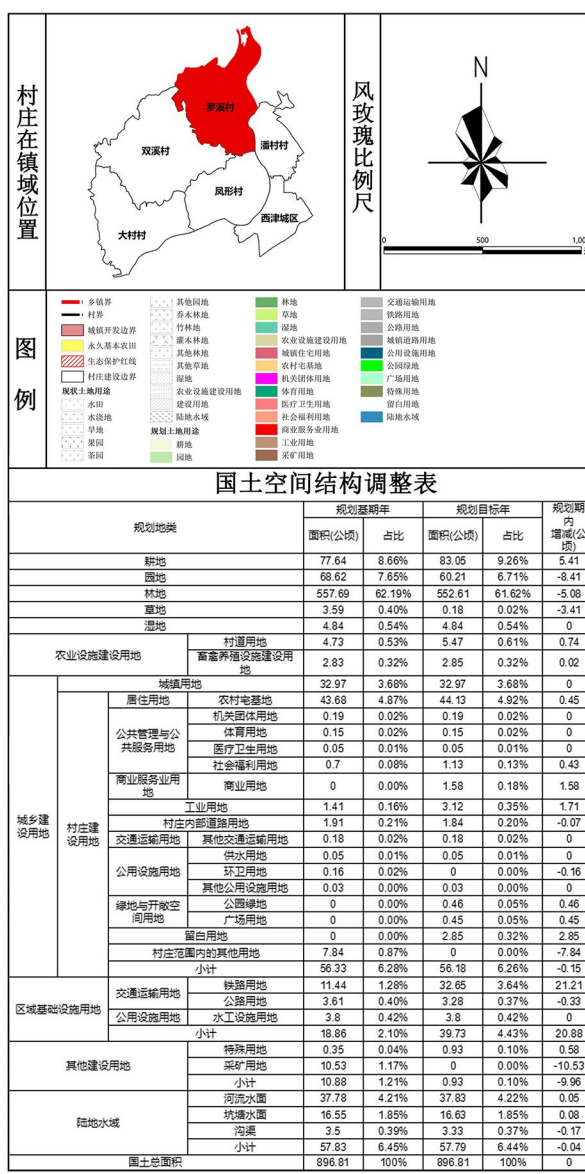 村庄在镇域位置
罗溪村
双溪村
潘村村
凤形村
大村村
西津城区
风玫瑰比例尺
N
0 500 1,00
图例
乡镇界
村界
城镇开发边界
永久基本农田
生态保护红线
村庄建设边界
现状土地用途
水田
水浇地
旱地
果园
茶园
其他园地
乔木林地
竹林地
灌木林地
其他林地
其他草地
湿地
农业设施建设用地
建设用地
陆地水域
规划土地用途
耕地
园地
林地
草地
湿地
农业设施建设用地
城镇住宅用地
农村宅基地
机关团体用地
体育用地
医疗卫生用地
社会福利用地
商业服务业用地
工业用地
采矿用地
交通运输用地
铁路用地
公路用地
城镇道路用地
公用设施用地
公园绿地
广场用地
特殊用地
留白用地
陆地水域
国土空间结构调整表
规划地类 规划基期年 规划目标年 规划期内增减(公顷)
面积(公顷) 占比 面积(公顷) 占比
耕地 77.64 8.66% 83.05 9.26% 5.41
园地 68.62 7.65% 60.21 6.71% -8.41
林地 557.69 62.19% 552.61 61.62% -5.08
草地 3.59 0.40% 0.18 0.02% -3.41
湿地 4.84 0.54% 4.84 0.54% 0
农业设施建设用地 村道用地 4.73 0.53% 5.47 0.61% 0.74
畜禽养殖设施建设用地 2.83 0.32% 2.85 0.32% 0.02
城乡建设用地 城镇用地 32.97 3.68% 32.97 3.68% 0
村庄建设用地 居住用地 农村宅基地 43.68 4.87% 44.13 4.92% 0.45
公共管理与公共服务用地 机关团体用地 0.19 0.02% 0.19 0.02% 0
体育用地 0.15 0.02% 0.15 0.02% 0
医疗卫生用地 0.05 0.01% 0.05 0.01% 0
社会福利用地 0.7 0.08% 1.13 0.13% 0.43
商业服务业用地 商业用地 0 0.00% 1.58 0.18% 1.58
工业用地 1.41 0.16% 3.12 0.35% 1.71
村庄内部道路用地 1.91 0.21% 1.84 0.20% -0.07
交通运输用地 其他交通运输用地 0.18 0.02% 0.18 0.02% 0
公用设施用地 供水用地 0.05 0.01% 0.05 0.01% 0
环卫用地 0.16 0.02% 0 0.00% -0.16
其他公用设施用地 0.03 0.00% 0.03 0.00% 0
绿地与开敞空间用地 公园绿地 0 0.00% 0.46 0.05% 0.46
广场用地 0 0.00% 0.45 0.05% 0.45
留白用地 0 0.00% 2.85 0.32% 2.85
村庄范围内的其他用地 7.84 0.87% 0 0.00% -7.84
小计 56.33 6.28% 56.18 6.26% -0.15
区域基础设施用地 交通运输用地 铁路用地 11.44 1.28% 32.65 3.64% 21.21
公路用地 3.61 0.40% 3.28 0.37% -0.33
公用设施用地 水工设施用地 3.8 0.42% 3.8 0.42% 0
小计 18.86 2.10% 39.73 4.43% 20.88
其他建设用地 特殊用地 0.35 0.04% 0.93 0.10% 0.58
采矿用地 10.53 1.17% 0 0.00% -10.53
小计 10.88 1.21% 0.93 0.10% -9.96
陆地水域 河流水面 37.78 4.21% 37.83 4.22% 0.05
坑塘水面 16.55 1.85% 16.63 1.85% 0.08
沟渠 3.5 0.39% 3.33 0.37% -0.17
小计 57.83 6.45% 57.79 6.44% -0.04
国土总面积 896.81 100% 896.81 100% 0